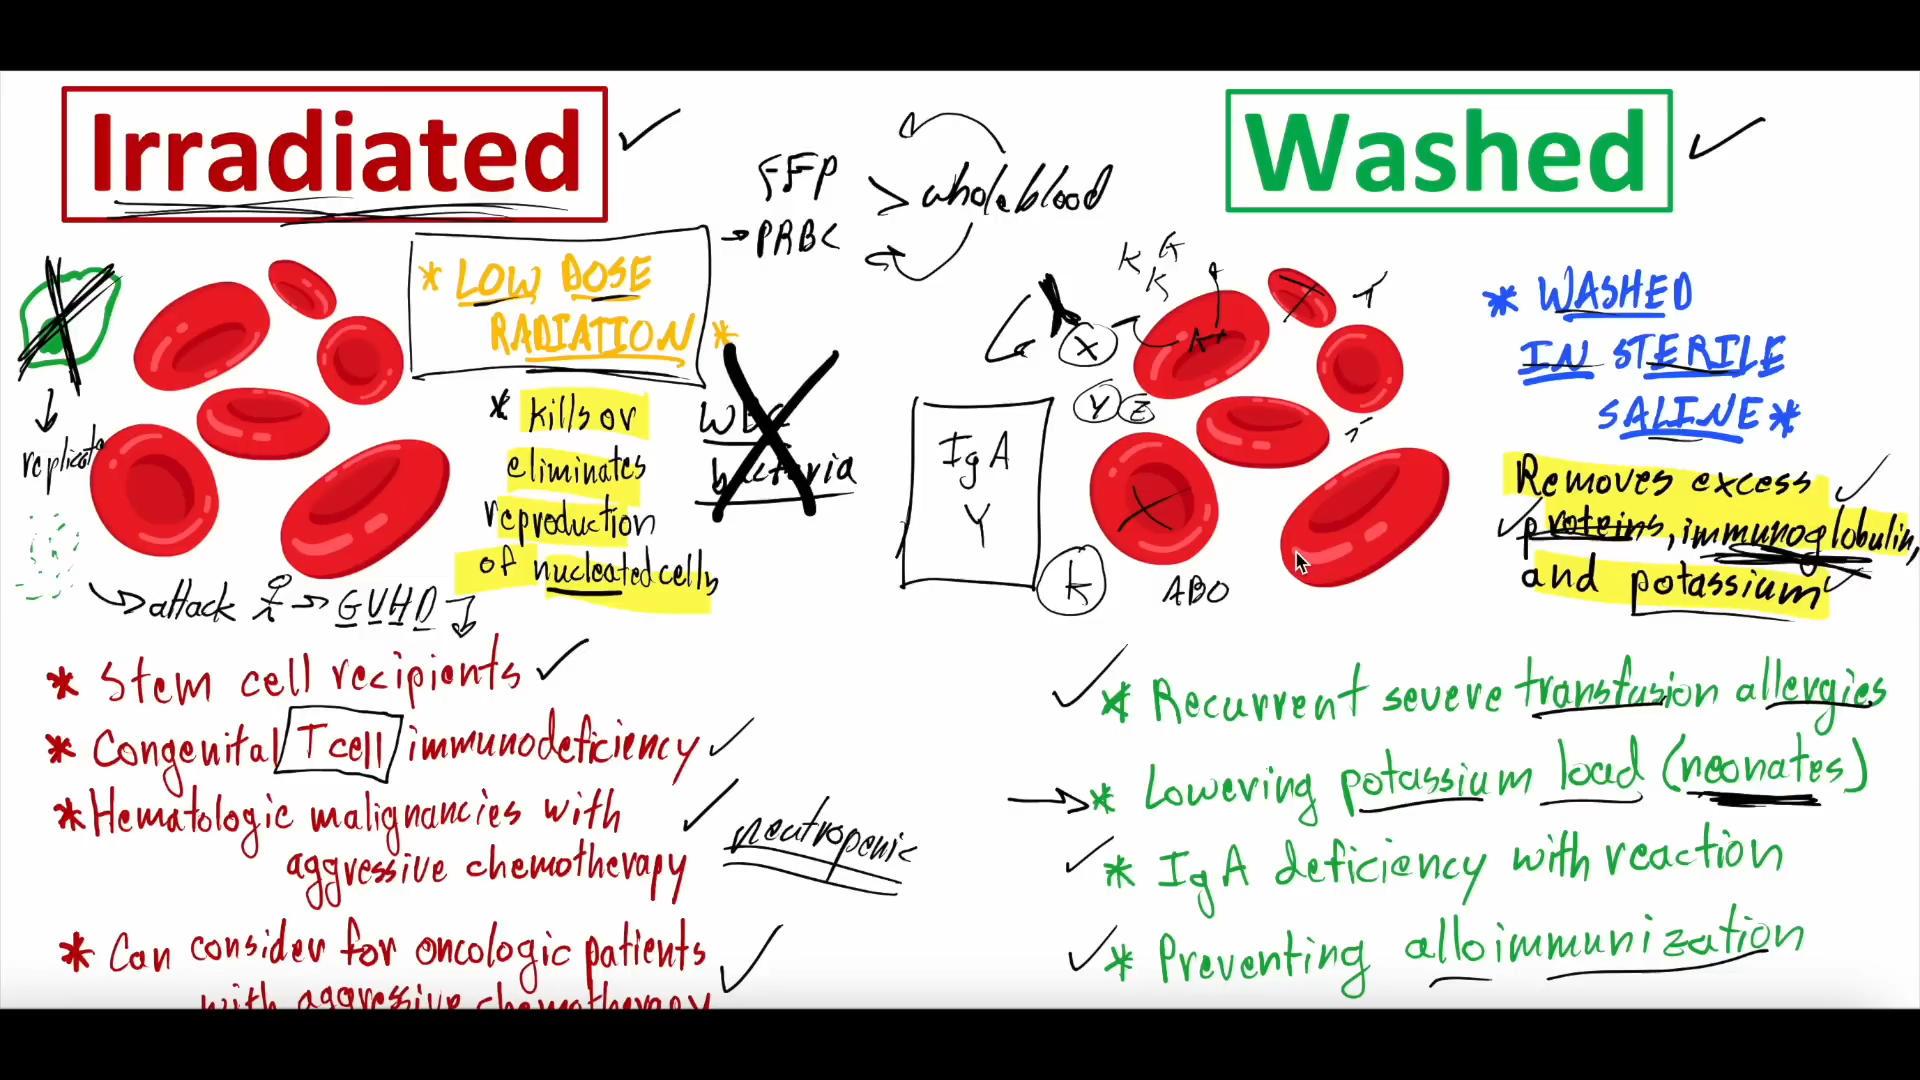 Irradiated
FFP
PRBC
> whole blood
Washed
* LOW DOSE
RADIATION *
* kills or
eliminates
reproduction
of nucleated cells
WBC
bacteria
replicate
attack
GVHD
* Stem cell recipients
* Congenital T cell immunodeficiency
* Hematologic malignancies with
aggressive chemotherapy
neutropenic
* Can consider for oncologic patients
with aggressive chemotherapy
K K
K
X
Y Z
IgA
Y
K
ABO
* WASHED
IN STERILE
SALINE *
Removes excess
proteins, immunoglobulin,
and potassium
* Recurrent severe transfusion allergies
* Lowering potassium load (neonates)
* IgA deficiency with reaction
* Preventing alloimmunization